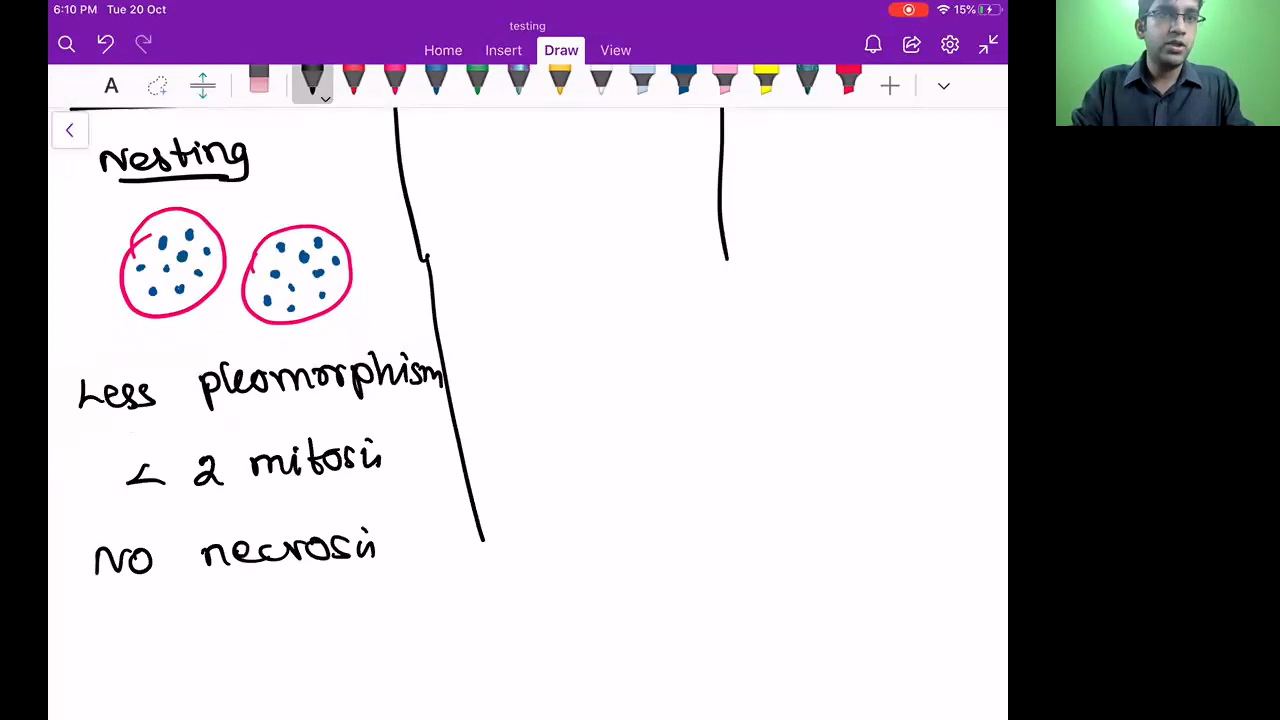 6:10 PM Tue 20 Oct
15%
testing
Home Insert Draw View
A
Nesting
Less pleomorphism
< 2 mitosis
No necrosis